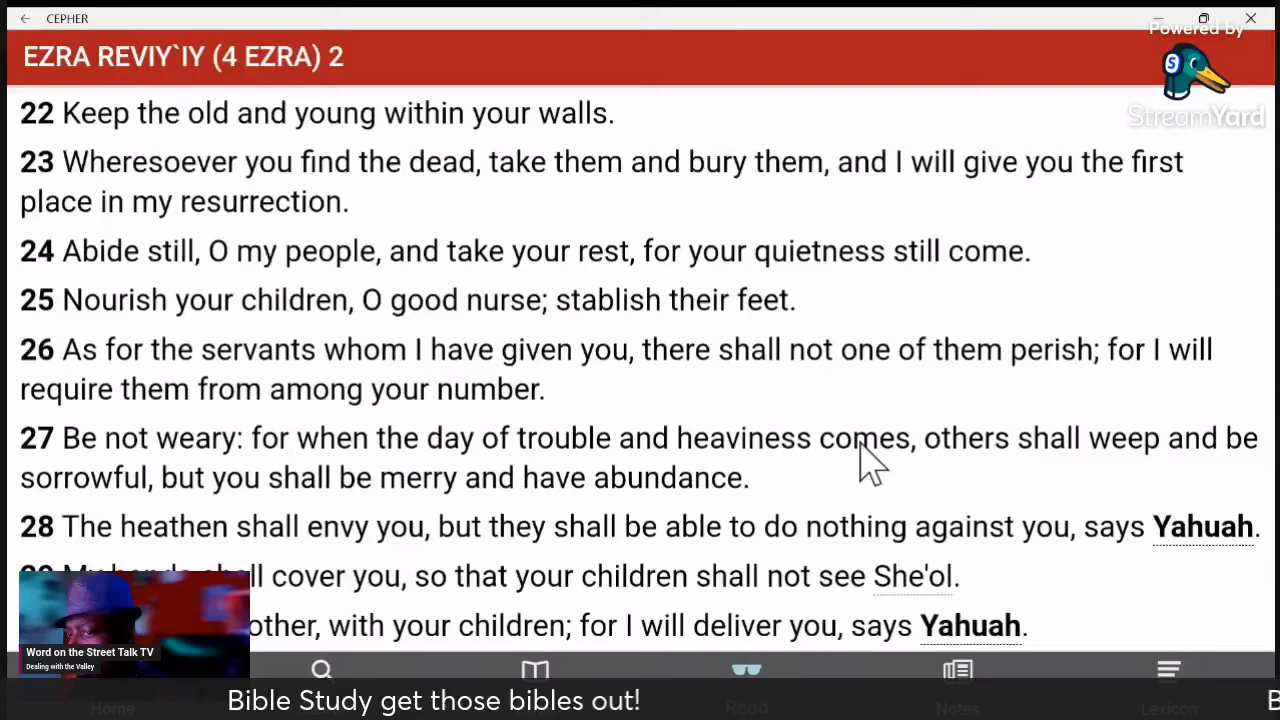 CEPHER
Powered by
EZRA REVIY`IY (4 EZRA) 2
StreamYard
22 Keep the old and young within your walls.
23 Wheresoever you find the dead, take them and bury them, and I will give you the first
place in my resurrection.
24 Abide still, O my people, and take your rest, for your quietness still come.
25 Nourish your children, O good nurse; stablish their feet.
26 As for the servants whom I have given you, there shall not one of them perish; for I will
require them from among your number.
27 Be not weary: for when the day of trouble and heaviness comes, others shall weep and be
sorrowful, but you shall be merry and have abundance.
28 The heathen shall envy you, but they shall be able to do nothing against you, says Yahuah.
29 My hands shall cover you, so that your children shall not see She'ol.
other, with your children; for I will deliver you, says Yahuah.
Word on the Street Talk TV
Dealing with the Valley
Home
Read
Notes
Lexicon
Bible Study get those bibles out!
B